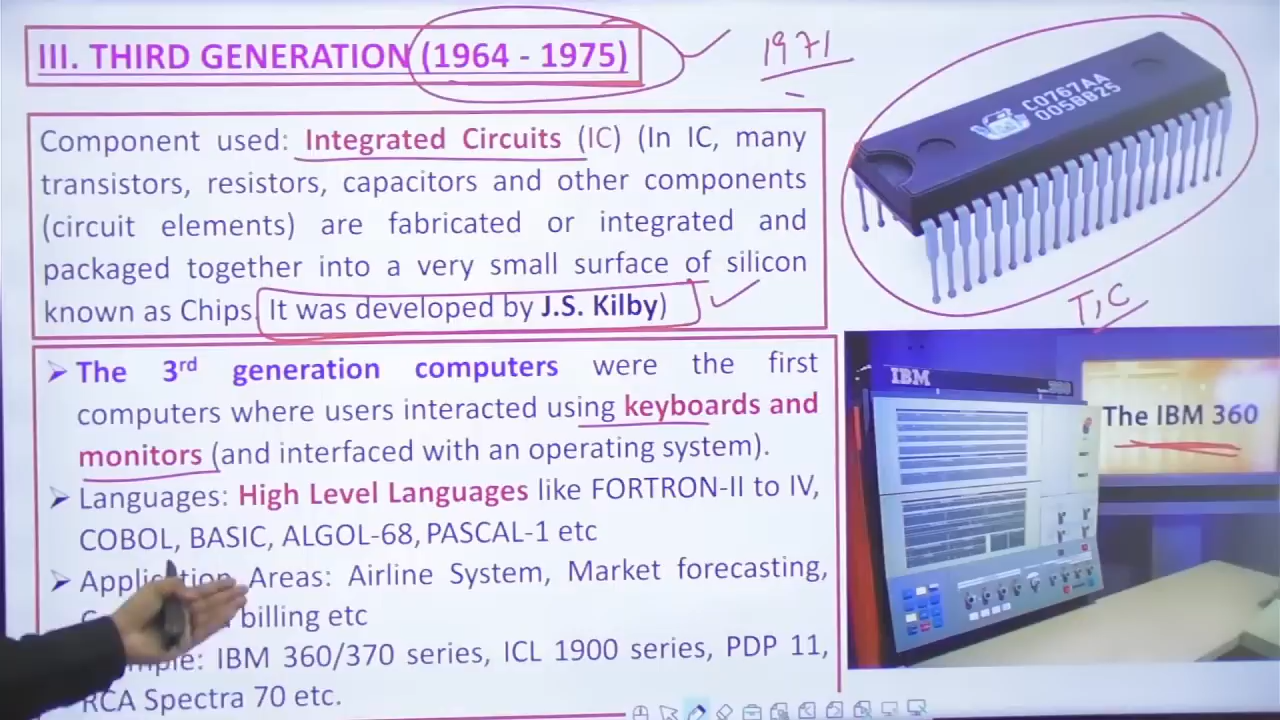 III. THIRD GENERATION (1964 - 1975)
1971
Component used: Integrated Circuits (IC) (In IC, many
transistors, resistors, capacitors and other components
(circuit elements) are fabricated or integrated and
packaged together into a very small surface of silicon
known as Chips. It was developed by J.S. Kilby)
C0767AA
005BB25
The 3rd generation computers were the first
computers where users interacted using keyboards and
monitors (and interfaced with an operating system).
Languages: High Level Languages like FORTRON-II to IV,
COBOL, BASIC, ALGOL-68, PASCAL-1 etc
Areas: Airline System, Market forecasting,
billing etc
IBM 360/370 series, ICL 1900 series, PDP 11,
RCA Spectra 70 etc.
IBM
The IBM 360